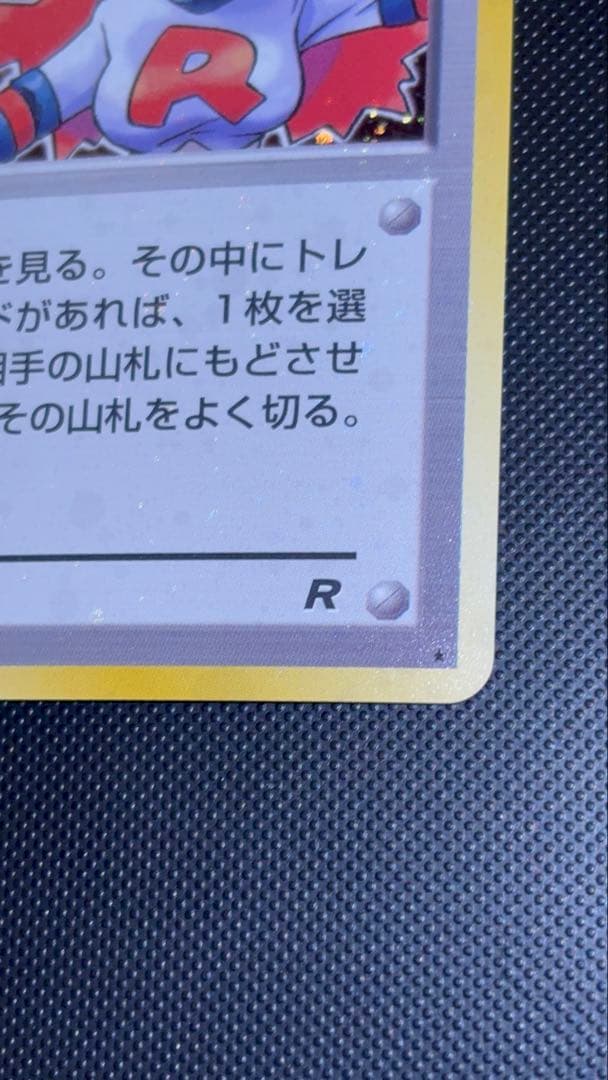 R
を見る。その中にトレ
ドがあれば、1枚を選
相手の山札にもどさせ
その山札をよく切る。
R
★